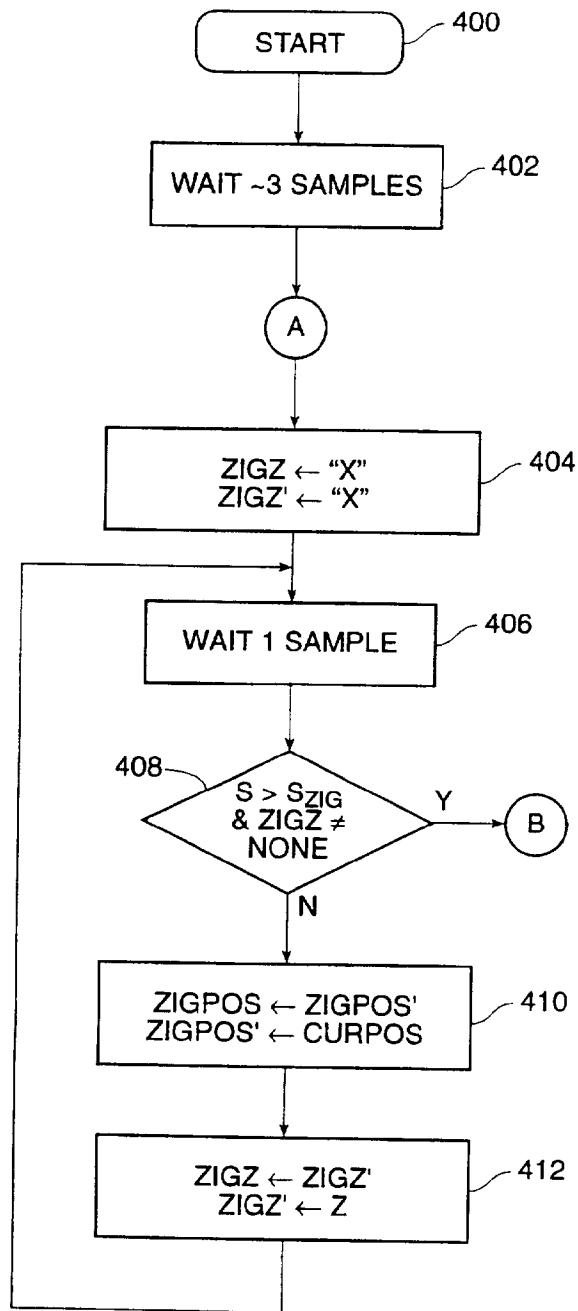 START
400
WAIT ~3 SAMPLES
402
A
ZIGZ ← “X”
ZIGZ' ← “X”
404
WAIT 1 SAMPLE
406
408
S > SZIG
& ZIGZ ≠
NONE
Y
B
N
ZIGPOS ← ZIGPOS'
ZIGPOS' ← CURPOS
410
ZIGZ ← ZIGZ'
ZIGZ' ← Z
412